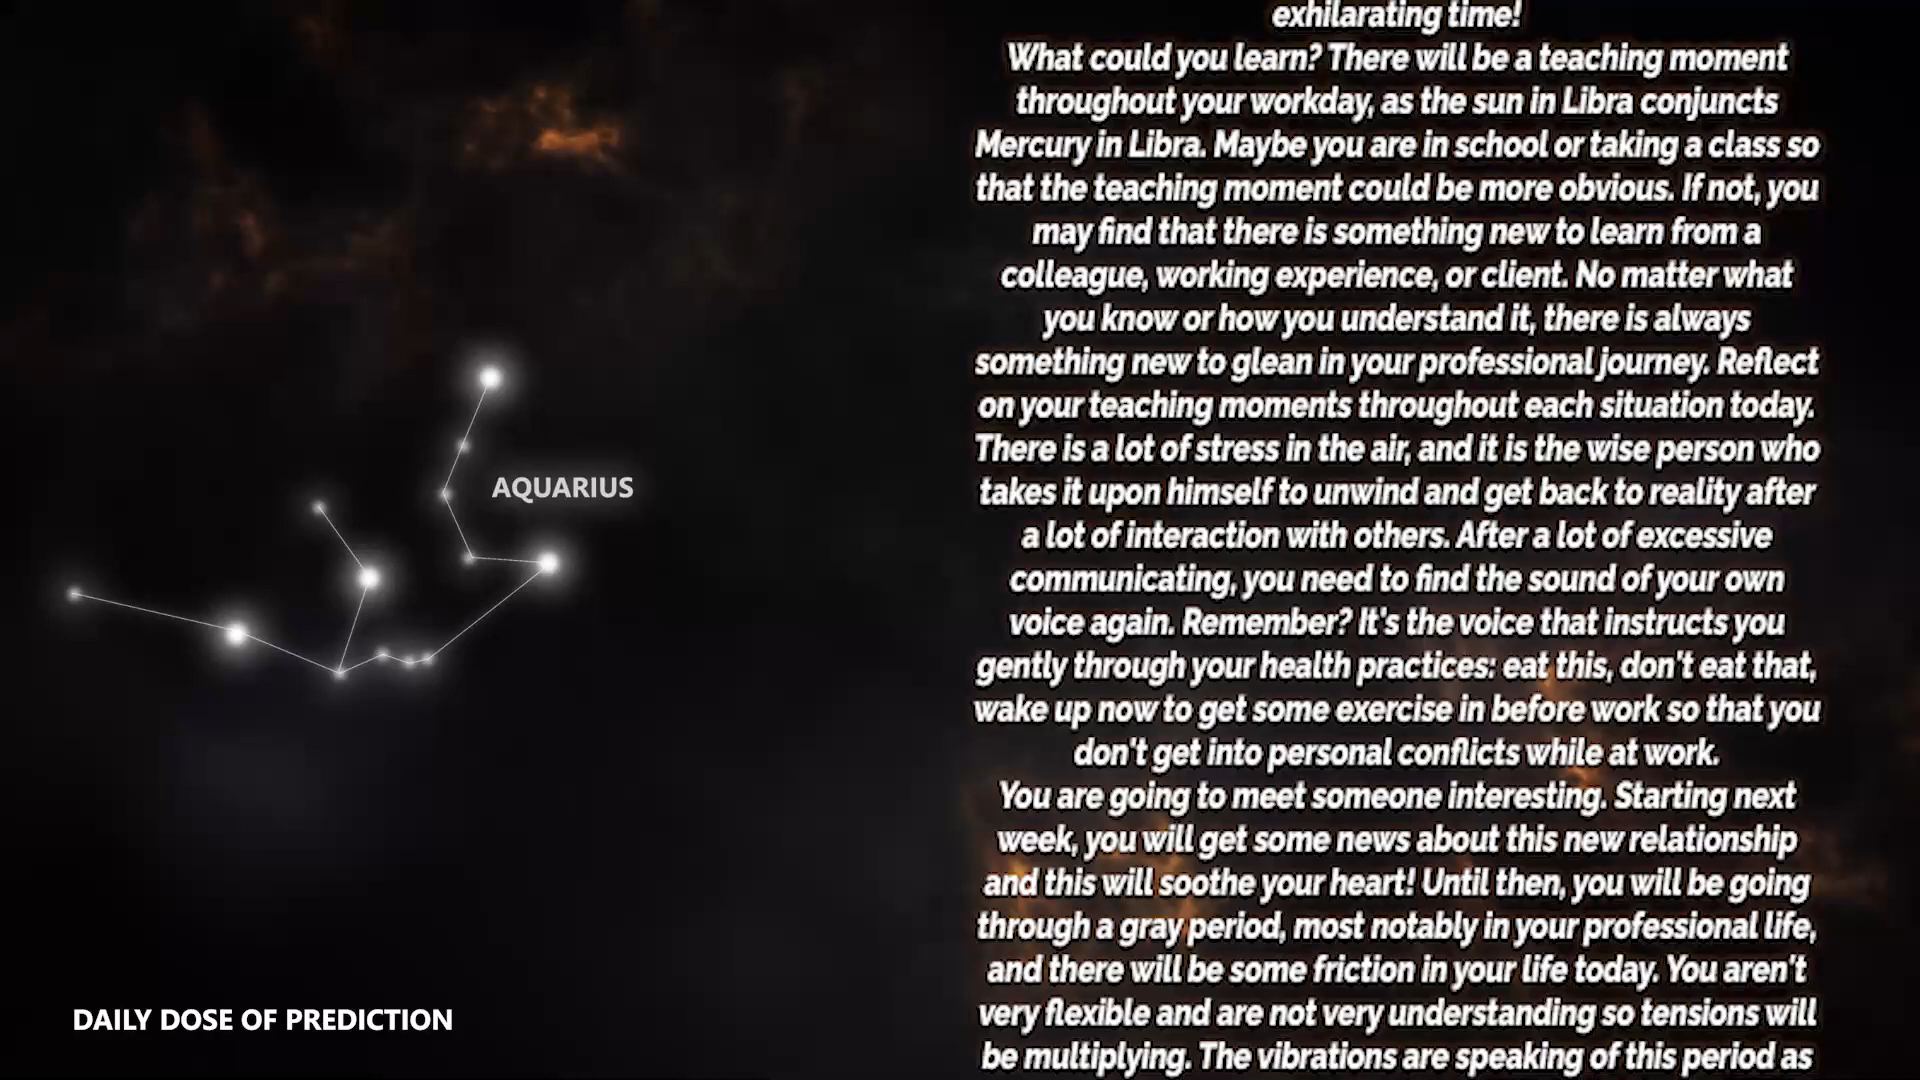 AQUARIUS
DAILY DOSE OF PREDICTION
exhilarating time!
What could you learn? There will be a teaching moment
throughout your workday, as the sun in Libra conjuncts
Mercury in Libra. Maybe you are in school or taking a class so
that the teaching moment could be more obvious. If not, you
may find that there is something new to learn from a
colleague, working experience, or client. No matter what
you know or how you understand it, there is always
something new to glean in your professional journey. Reflect
on your teaching moments throughout each situation today.
There is a lot of stress in the air, and it is the wise person who
takes it upon himself to unwind and get back to reality after
a lot of interaction with others. After a lot of excessive
communicating, you need to find the sound of your own
voice again. Remember? It's the voice that instructs you
gently through your health practices: eat this, don't eat that,
wake up now to get some exercise in before work so that you
don't get into personal conflicts while at work.
You are going to meet someone interesting. Starting next
week, you will get some news about this new relationship
and this will soothe your heart! Until then, you will be going
through a gray period, most notably in your professional life,
and there will be some friction in your life today. You aren't
very flexible and are not very understanding so tensions will
be multiplying. The vibrations are speaking of this period as